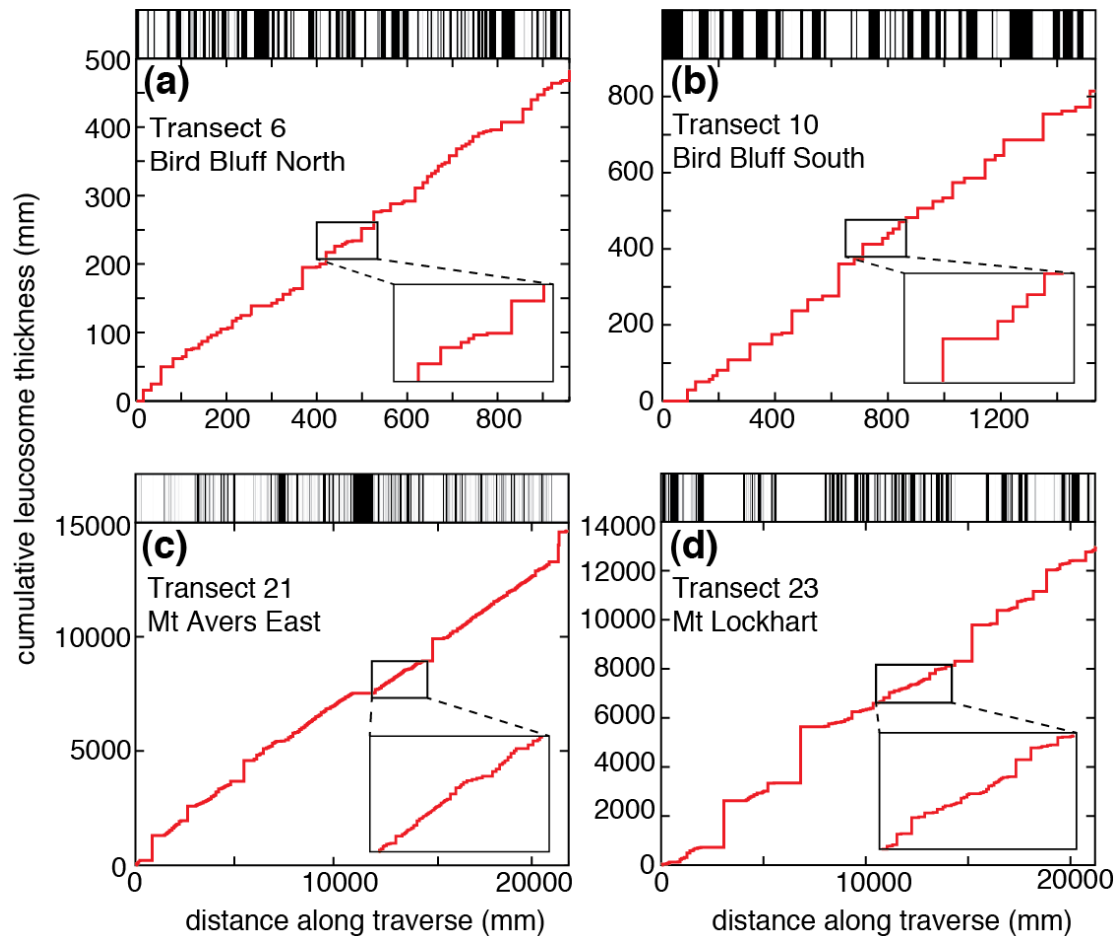 (a)
Transect 6
Bird Bluff North
500
400
300
200
100
0
0 200 400 600 800
(b)
Transect 10
Bird Bluff South
800
600
400
200
0
0 400 800 1200
cumulative leucosome thickness (mm)
(c)
Transect 21
Mt Avers East
15000
10000
5000
0
0 10000 20000
distance along traverse (mm)
(d)
Transect 23
Mt Lockhart
14000
12000
10000
8000
6000
4000
2000
0
0 10000 20000
distance along traverse (mm)